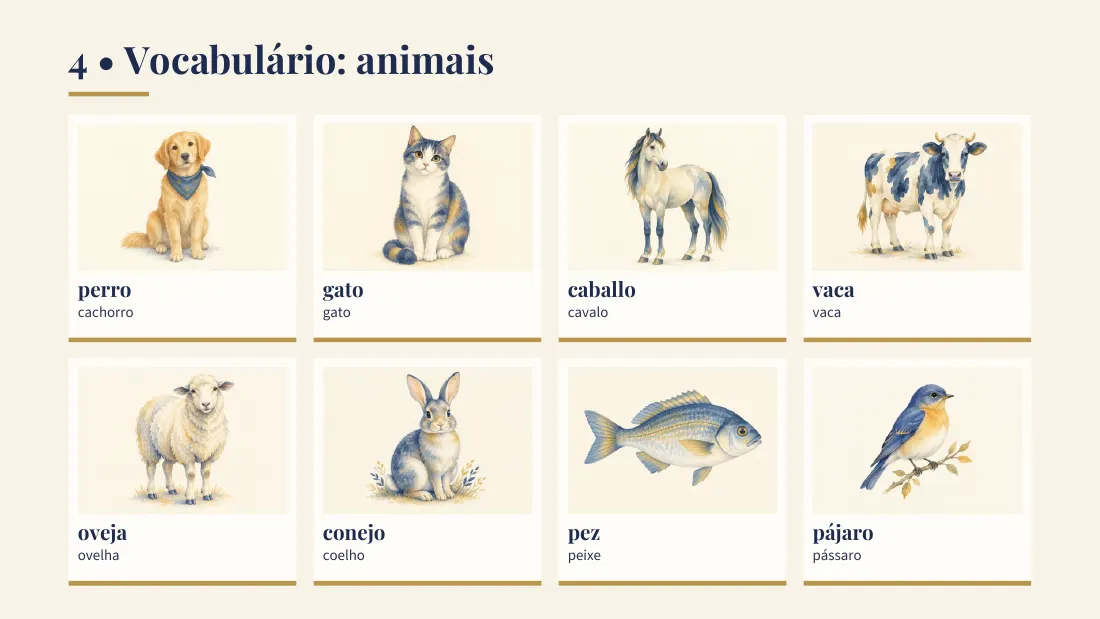 4 • Vocabulário: animais
perro
cachorro
gato
gato
caballo
cavalo
vaca
vaca
oveja
ovelha
conejo
coelho
pez
peixe
pájaro
pássaro